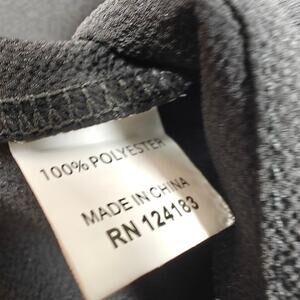 100% POLYESTER
MADE IN CHINA
RN 124183